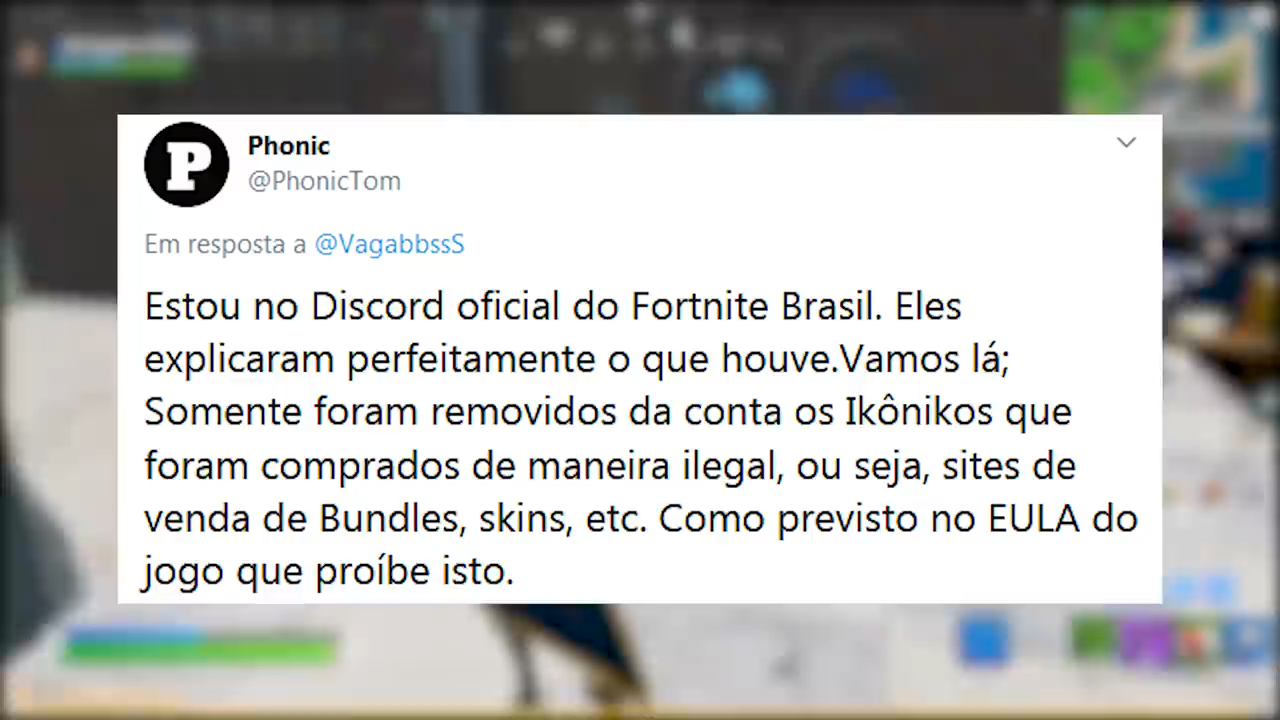 P
Phonic
@PhonicTom
Em resposta a @VagabbssS
Estou no Discord oficial do Fortnite Brasil. Eles
explicaram perfeitamente o que houve.Vamos lá;
Somente foram removidos da conta os Ikônikos que
foram comprados de maneira ilegal, ou seja, sites de
venda de Bundles, skins, etc. Como previsto no EULA do
jogo que proíbe isto.